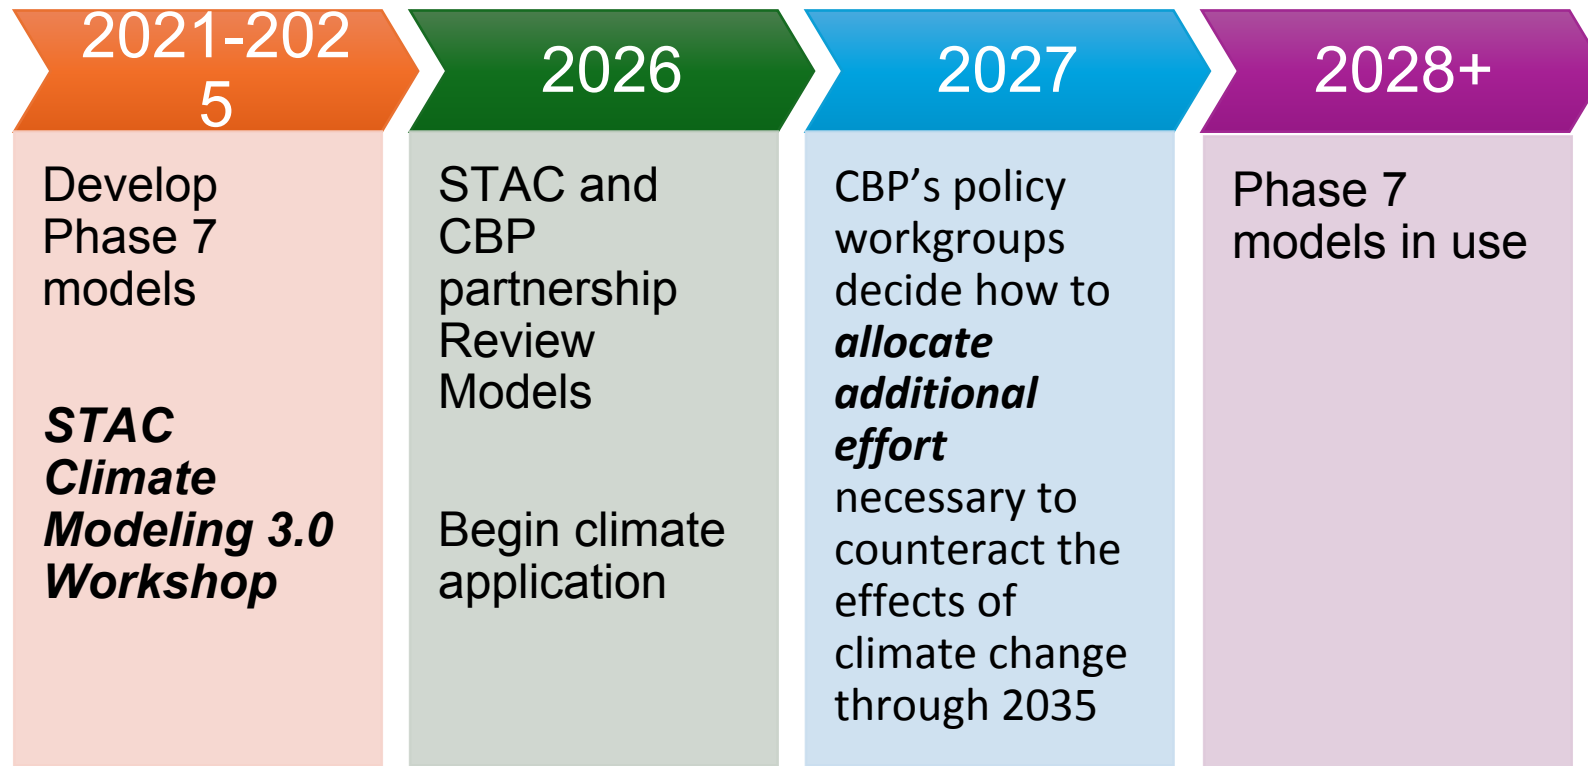 2021-202
5
Develop
Phase 7
models
STAC
Climate
Modeling 3.0
Workshop
2026
STAC and
CBP
partnership
Review
Models
Begin climate
application
2027
CBP’s policy
workgroups
decide how to
allocate
additional
effort
necessary to
counteract the
effects of
climate change
through 2035
2028+
Phase 7
models in use